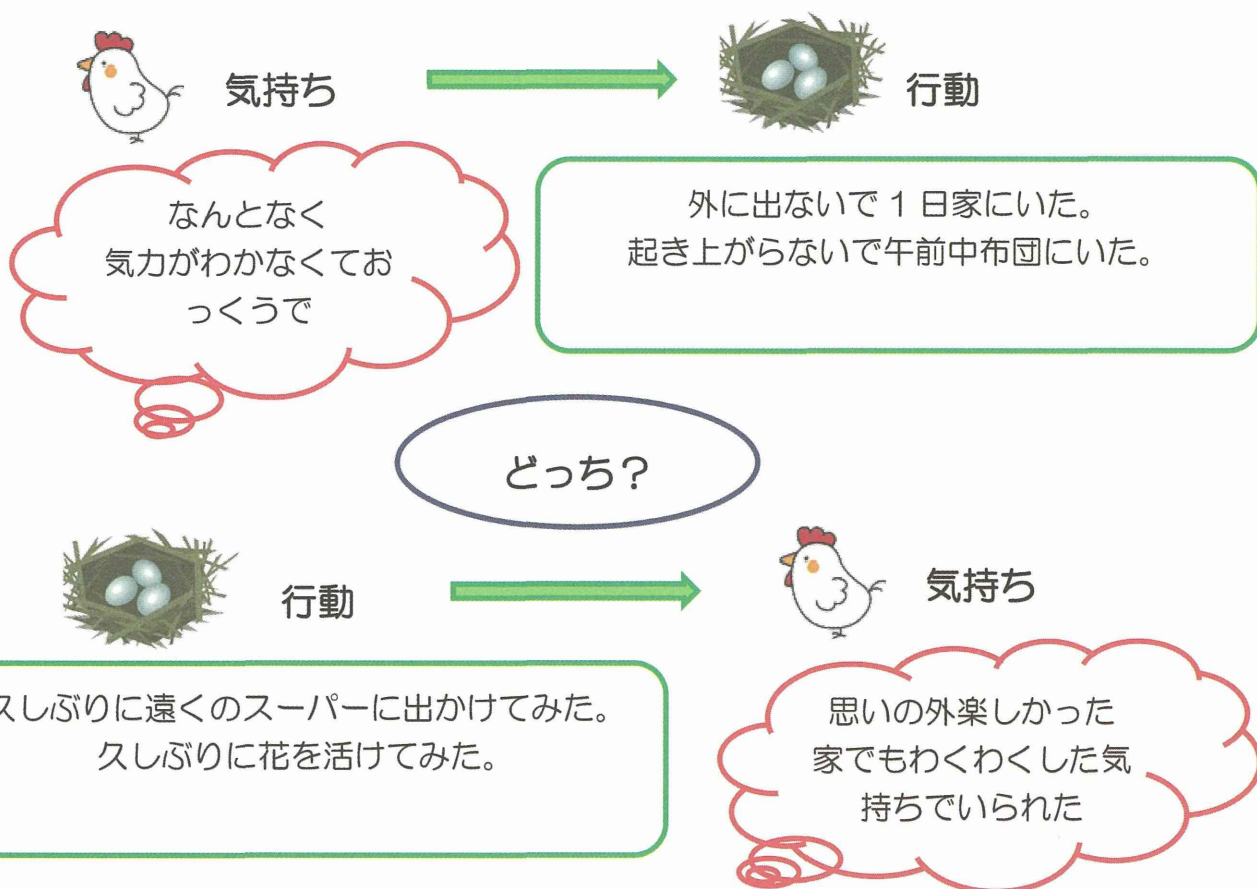 気持ち
行動
なんとなく
気力がわかなくてお
っくうで
外に出ないで 1 日家にいた。
起き上がらないで午前中布団にいた。
どっち?
行動
気持ち
久しぶりに遠くのスーパーに出かけてみた。
久しぶりに花を活けてみた。
思いの外楽しかった
家でもわくわくした気
持ちでいられた